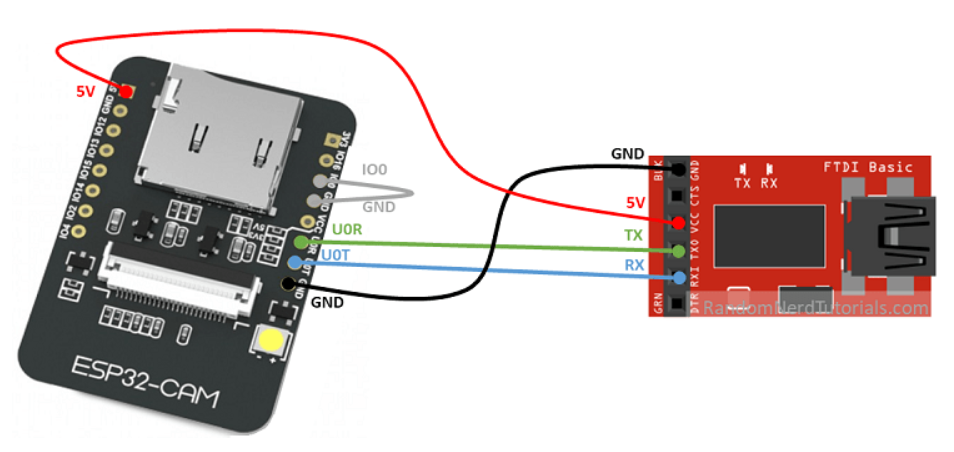 5V
5V
GND
IO12
IO13
IO15
IO14
IO2
IO4
3V3
IO16
IO0
GND
VCC
U0R
U0T
GND
3V3
5V
IO0
GND
U0R
U0T
GND
ESP32-CAM
GND
5V
TX
RX
BLK
GRN
GND
CTS
VCC
TXO
RXI
DTR
TX RX
FTDI Basic
RandomNerdTutorials.com